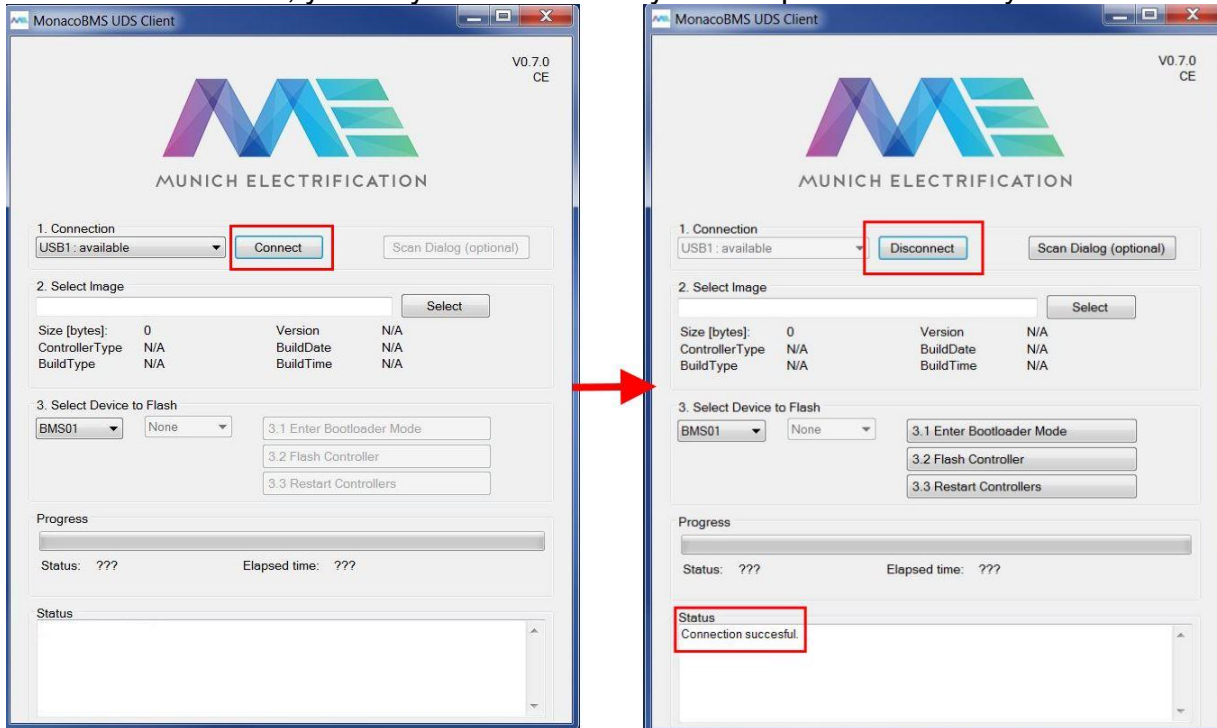 MonacoBMS UDS Client
V0.7.0
CE
MUNICH ELECTRIFICATION
1. Connection
USB1 : available
Connect
Scan Dialog (optional)
2. Select Image
Select
Size [bytes]: 0 Version N/A
ControllerType N/A BuildDate N/A
BuildType N/A BuildTime N/A
3. Select Device to Flash
BMS01 None 3.1 Enter Bootloader Mode
3.2 Flash Controller
3.3 Restart Controllers
Progress
Status: ??? Elapsed time: ???
Status
MonacoBMS UDS Client
V0.7.0
CE
MUNICH ELECTRIFICATION
1. Connection
USB1 : available
Disconnect
Scan Dialog (optional)
2. Select Image
Select
Size [bytes]: 0 Version N/A
ControllerType N/A BuildDate N/A
BuildType N/A BuildTime N/A
3. Select Device to Flash
BMS01 None 3.1 Enter Bootloader Mode
3.2 Flash Controller
3.3 Restart Controllers
Progress
Status: ??? Elapsed time: ???
Status
Connection succesful.